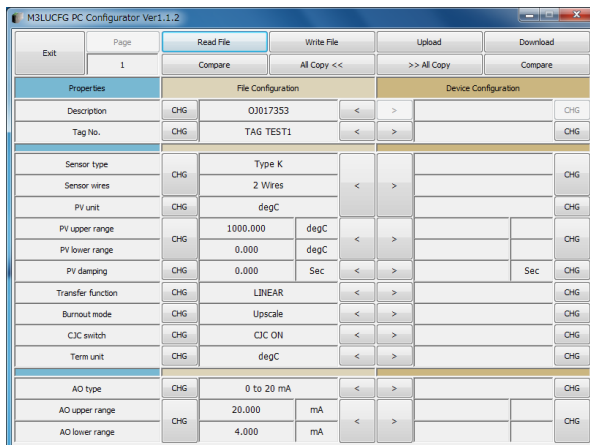 M3LUCFG PC Configurator Ver1.1.2
Exit Page Read File Write File Upload Download
1 Compare All Copy << >> All Copy Compare
Properties File Configuration Device Configuration
Description CHG OJ017353 < > CHG
Tag No. CHG TAG TEST1 < > CHG
Sensor type CHG Type K < > CHG
Sensor wires 2 Wires
PV unit CHG degC CHG
PV upper range CHG 1000.000 degC < > CHG
PV lower range 0.000 degC
PV damping CHG 0.000 Sec < > Sec CHG
Transfer function CHG LINEAR < > CHG
Burnout mode CHG Upscale < > CHG
CJC switch CHG CJC ON < > CHG
Term unit CHG degC < > CHG
AO type CHG 0 to 20 mA < > CHG
AO upper range CHG 20.000 mA < > CHG
AO lower range 4.000 mA